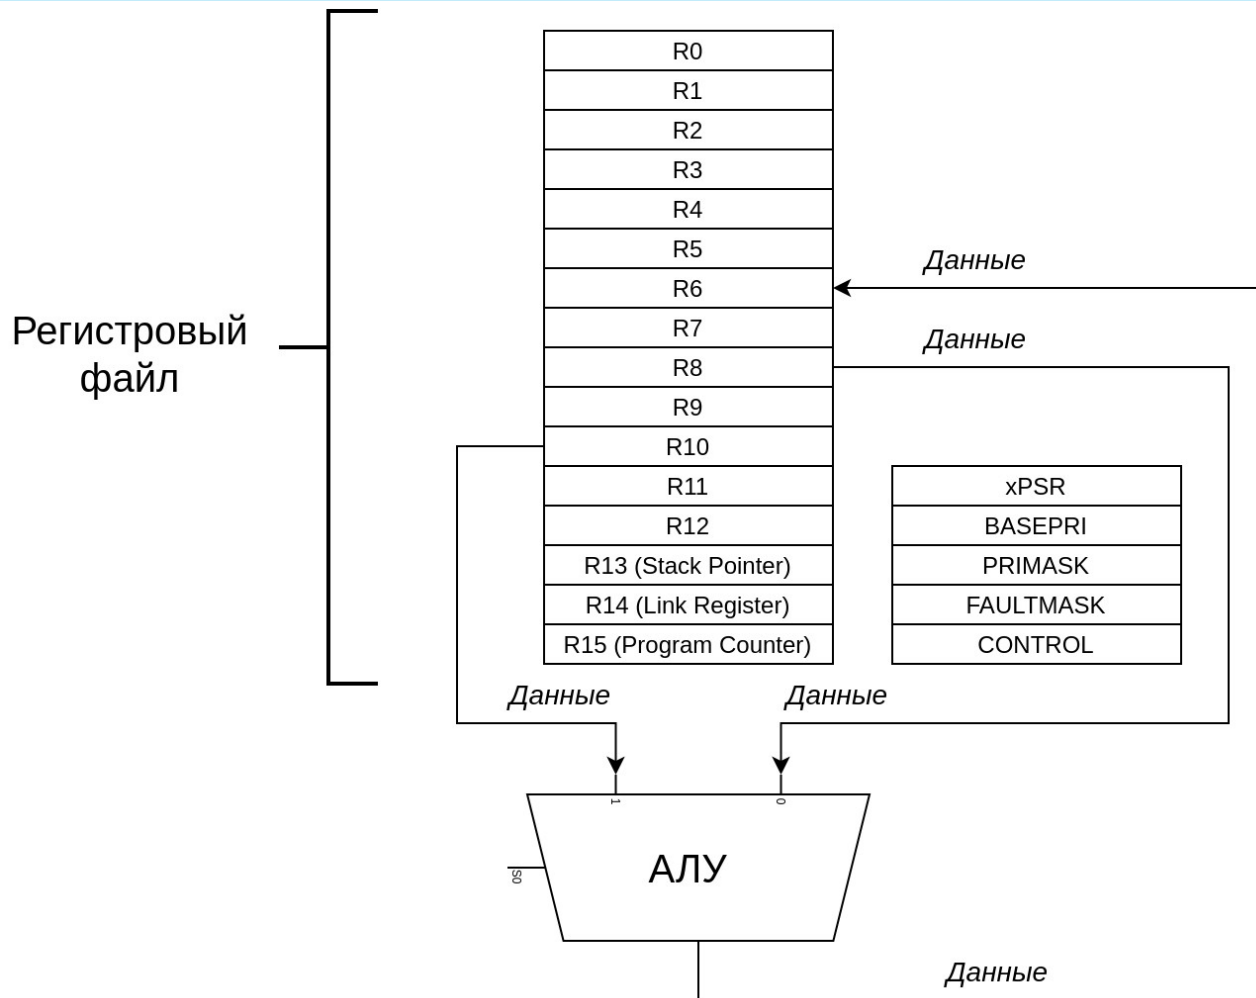 R0
R1
R2
R3
R4
R5
Данные
R6
Регистровый
файл
R7
Данные
R8
R9
R10
R11
xPSR
R12
BASEPRI
R13 (Stack Pointer)
PRIMASK
R14 (Link Register)
FAULTMASK
R15 (Program Counter)
CONTROL
Данные
Данные
1
0
АЛУ
S0
Данные